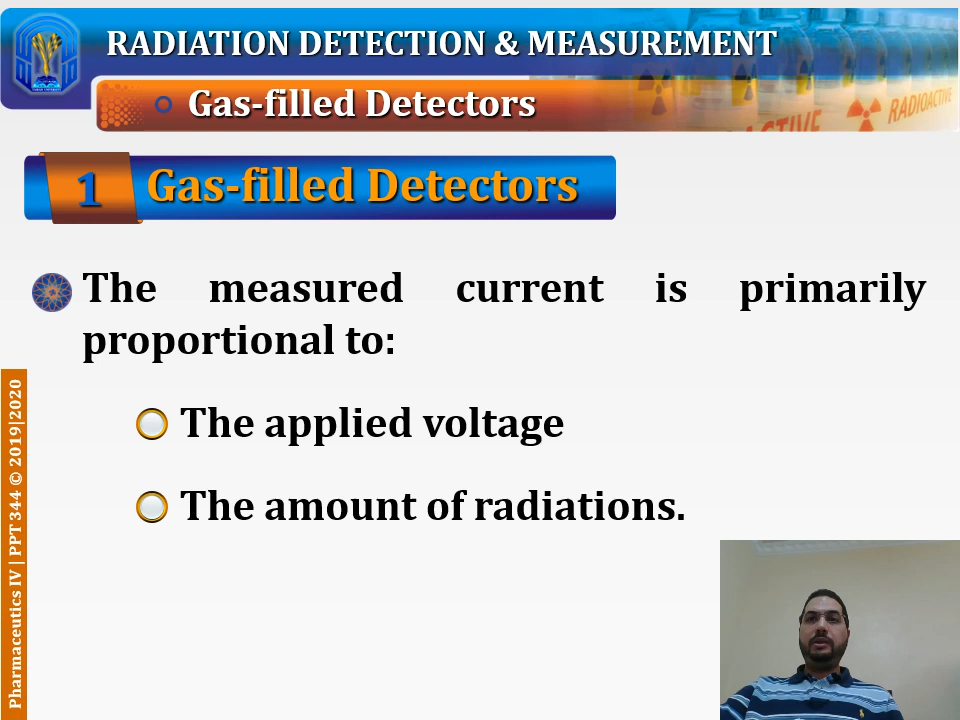 RADIATION DETECTION & MEASUREMENT
Gas-filled Detectors
RADIOACTIVE
1 Gas-filled Detectors
The measured current is primarily
proportional to:
The applied voltage
The amount of radiations.
Pharmaceutics IV | PPT 344 © 2019|2020